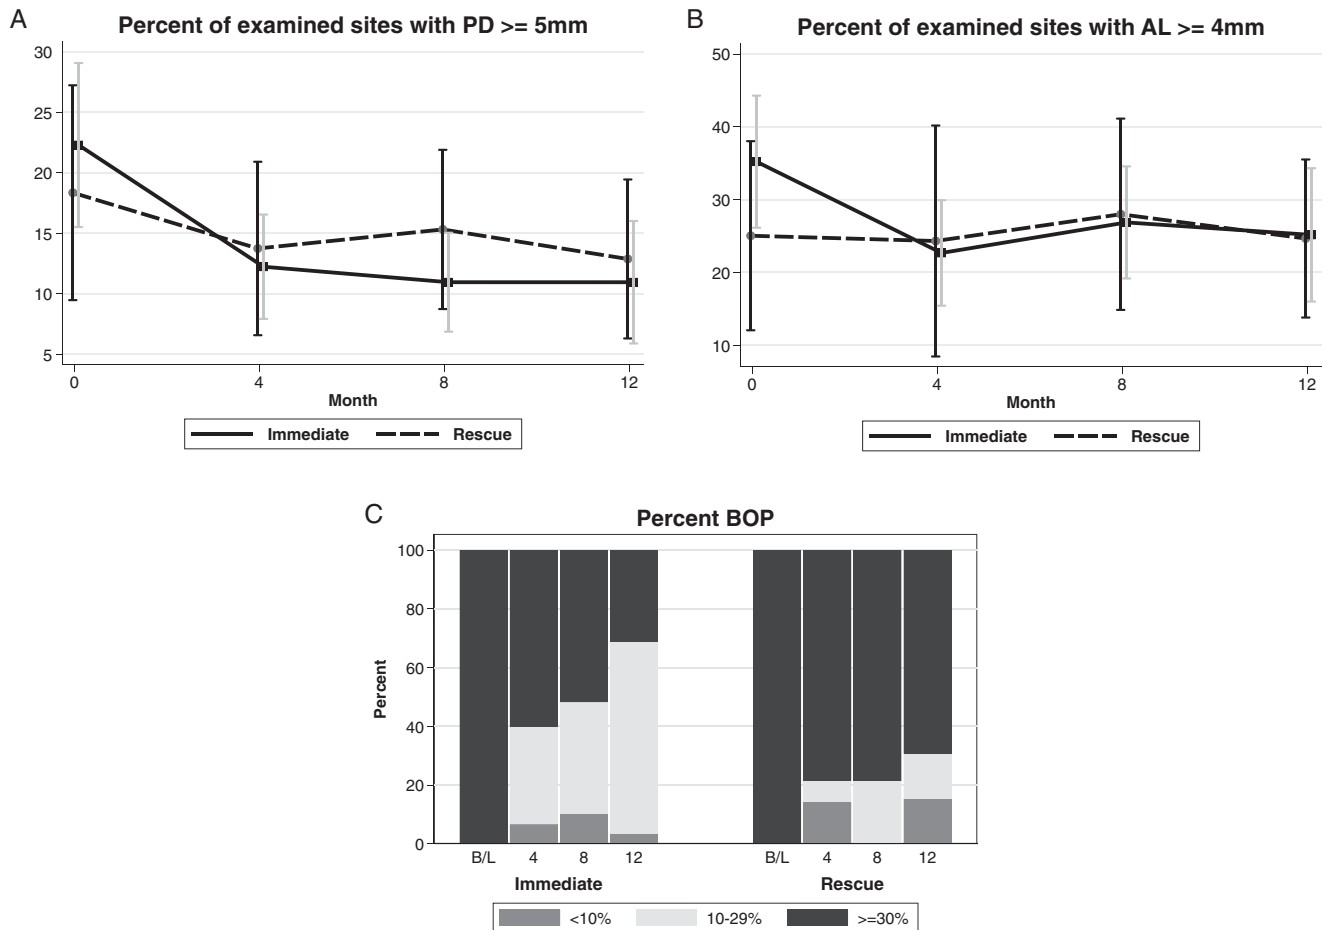 A
Percent of examined sites with PD >= 5mm
30
25
20
15
10
5
0 4 8 12
Month
Immediate Rescue
B
Percent of examined sites with AL >= 4mm
50
40
30
20
10
0 4 8 12
Month
Immediate Rescue
C
Percent BOP
Percent
100
80
60
40
20
0
B/L 4 8 12 B/L 4 8 12
Immediate Rescue
<10% 10-29% >=30%